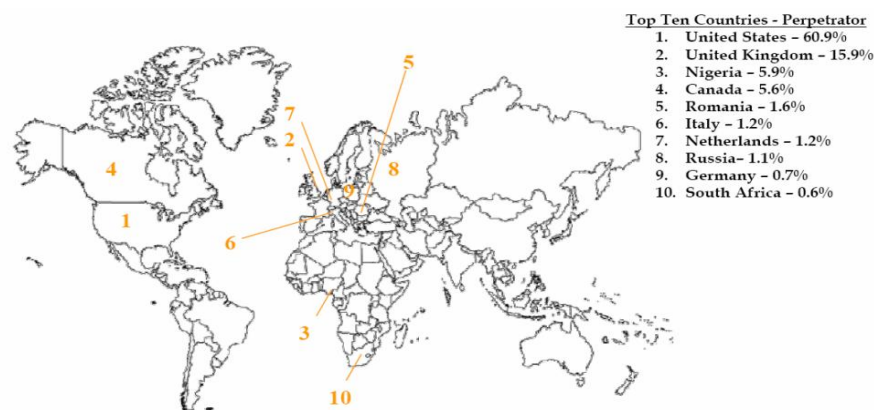 Top Ten Countries - Perpetrator
1. United States – 60.9%
2. United Kingdom – 15.9%
3. Nigeria – 5.9%
4. Canada – 5.6%
5. Romania – 1.6%
6. Italy – 1.2%
7. Netherlands – 1.2%
8. Russia– 1.1%
9. Germany – 0.7%
10. South Africa – 0.6%
5
7
2
4
8
9
1
6
3
10